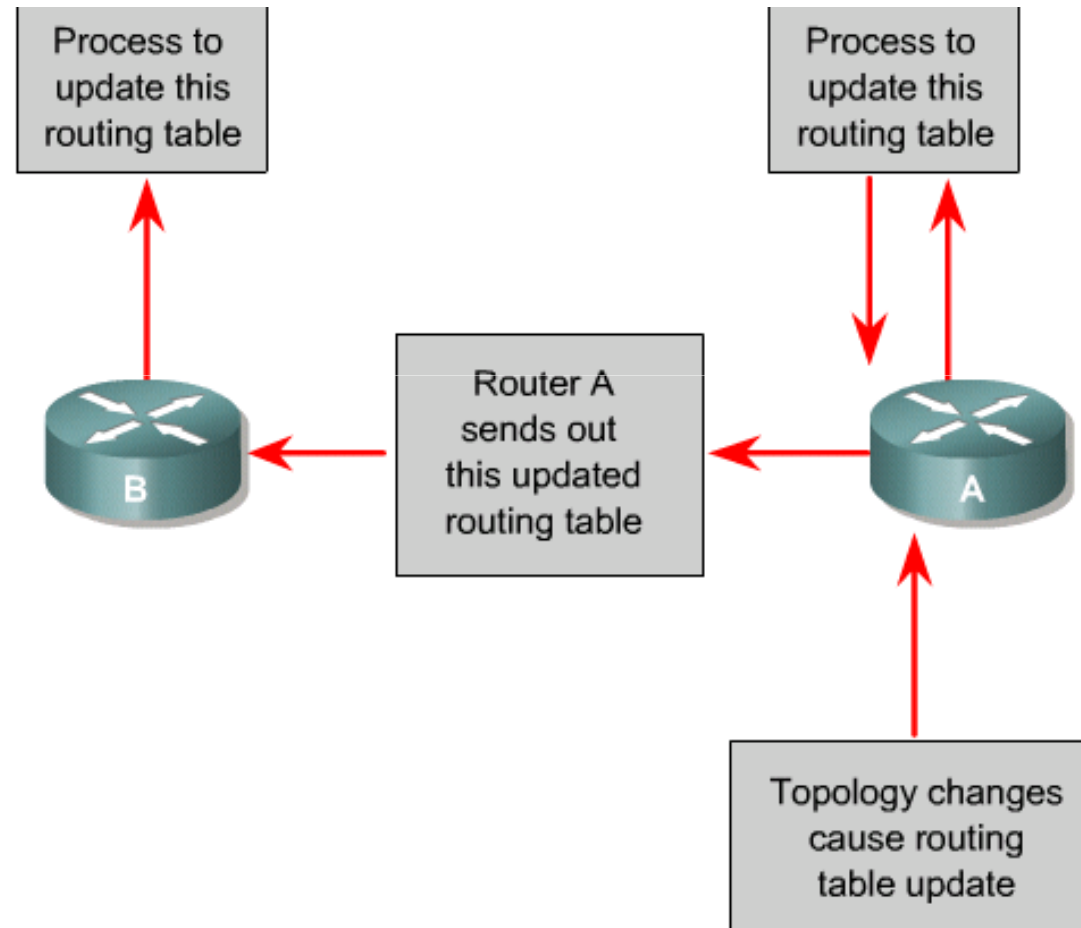 Process to
update this
routing table
Process to
update this
routing table
Router A
sends out
this updated
routing table
B
A
Topology changes
cause routing
table update